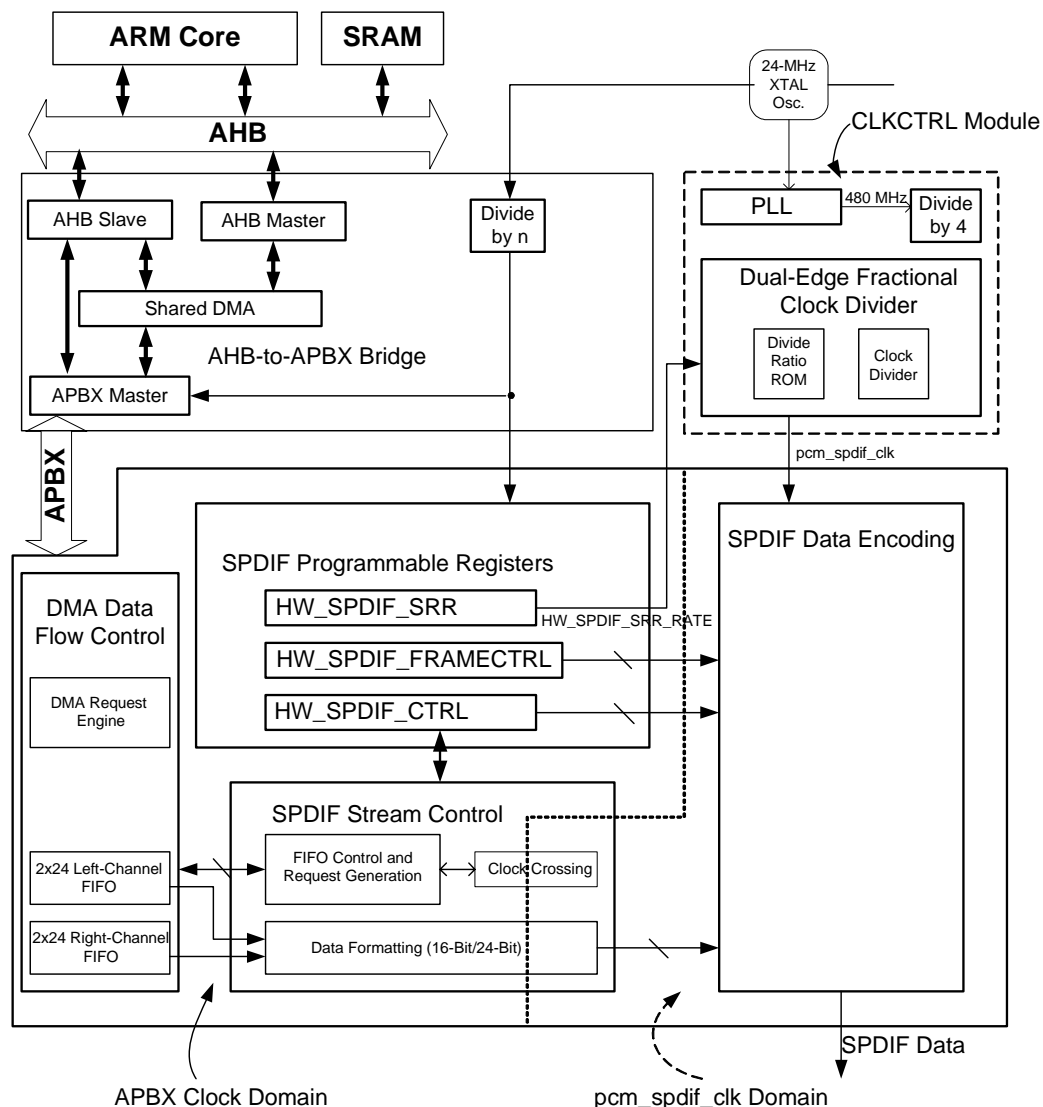 ARM Core
SRAM
24-MHz
XTAL
Osc.
CLKCTRL Module
AHB
AHB Slave
AHB Master
Divide
by n
PLL
480 MHz
Divide
by 4
Shared DMA
Dual-Edge Fractional
Clock Divider
AHB-to-APBX Bridge
Divide
Ratio
ROM
Clock
Divider
APBX Master
APBX
pcm_spdif_clk
SPDIF Programmable Registers
SPDIF Data Encoding
DMA Data
Flow Control
HW_SPDIF_SRR
HW_SPDIF_SRR_RATE
HW_SPDIF_FRAMECTRL
HW_SPDIF_CTRL
DMA Request
Engine
SPDIF Stream Control
2x24 Left-Channel
FIFO
FIFO Control and
Request Generation
Clock Crossing
2x24 Right-Channel
FIFO
Data Formatting (16-Bit/24-Bit)
SPDIF Data
APBX Clock Domain
pcm_spdif_clk Domain